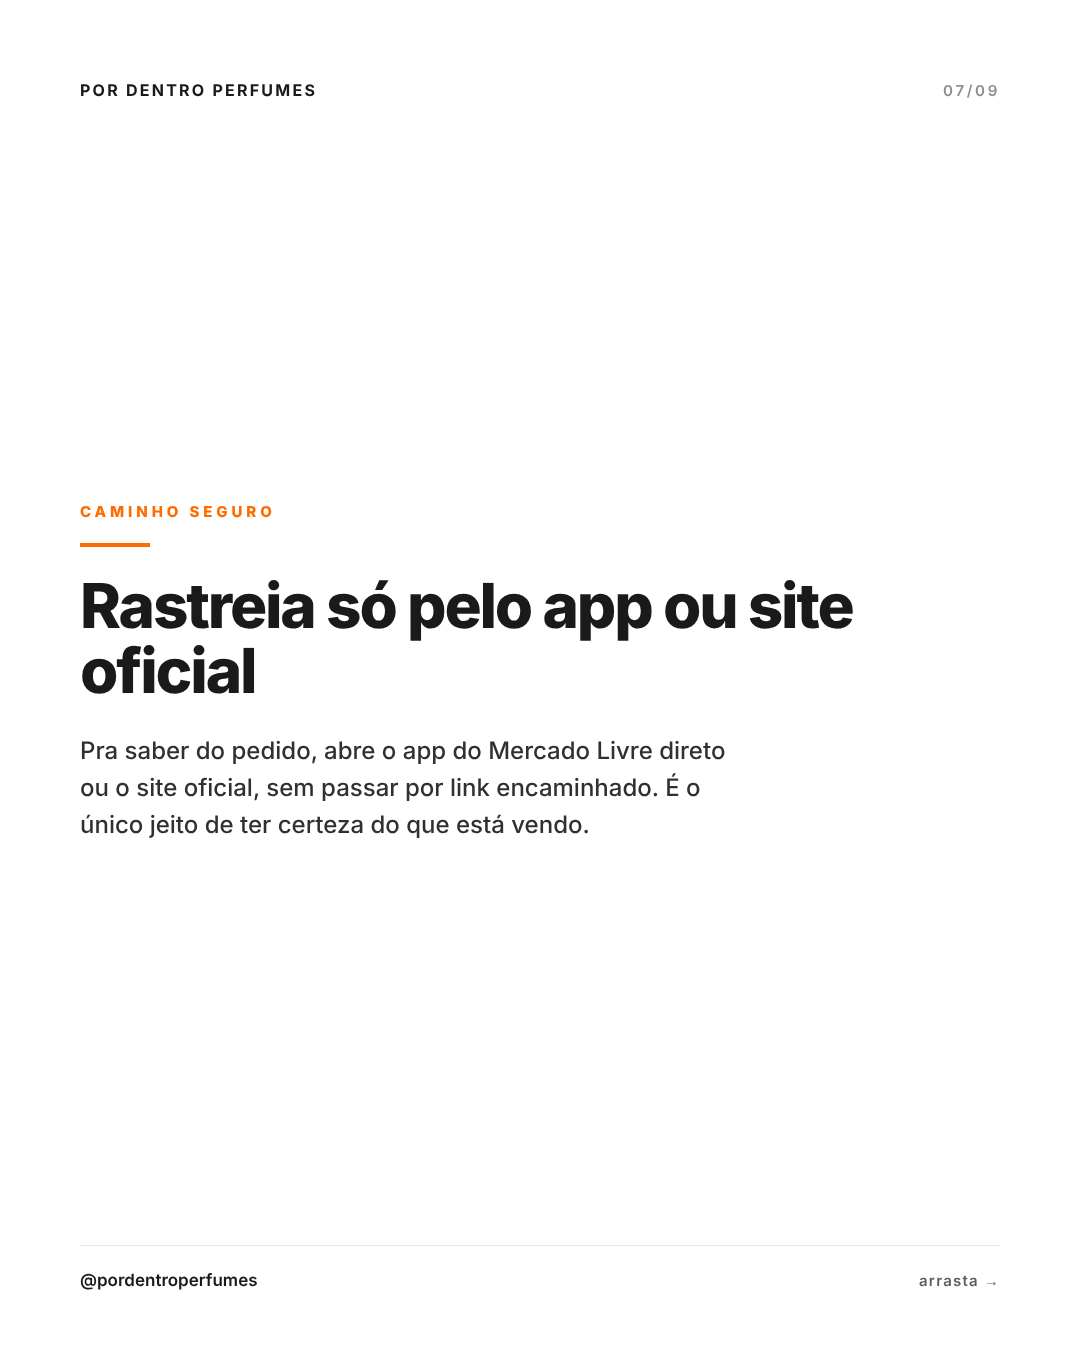 POR DENTRO PERFUMES
07/09
CAMINHO SEGURO
Rastreia só pelo app ou site
oficial
Pra saber do pedido, abre o app do Mercado Livre direto
ou o site oficial, sem passar por link encaminhado. É o
único jeito de ter certeza do que está vendo.
@pordentroperfumes
arrasta →